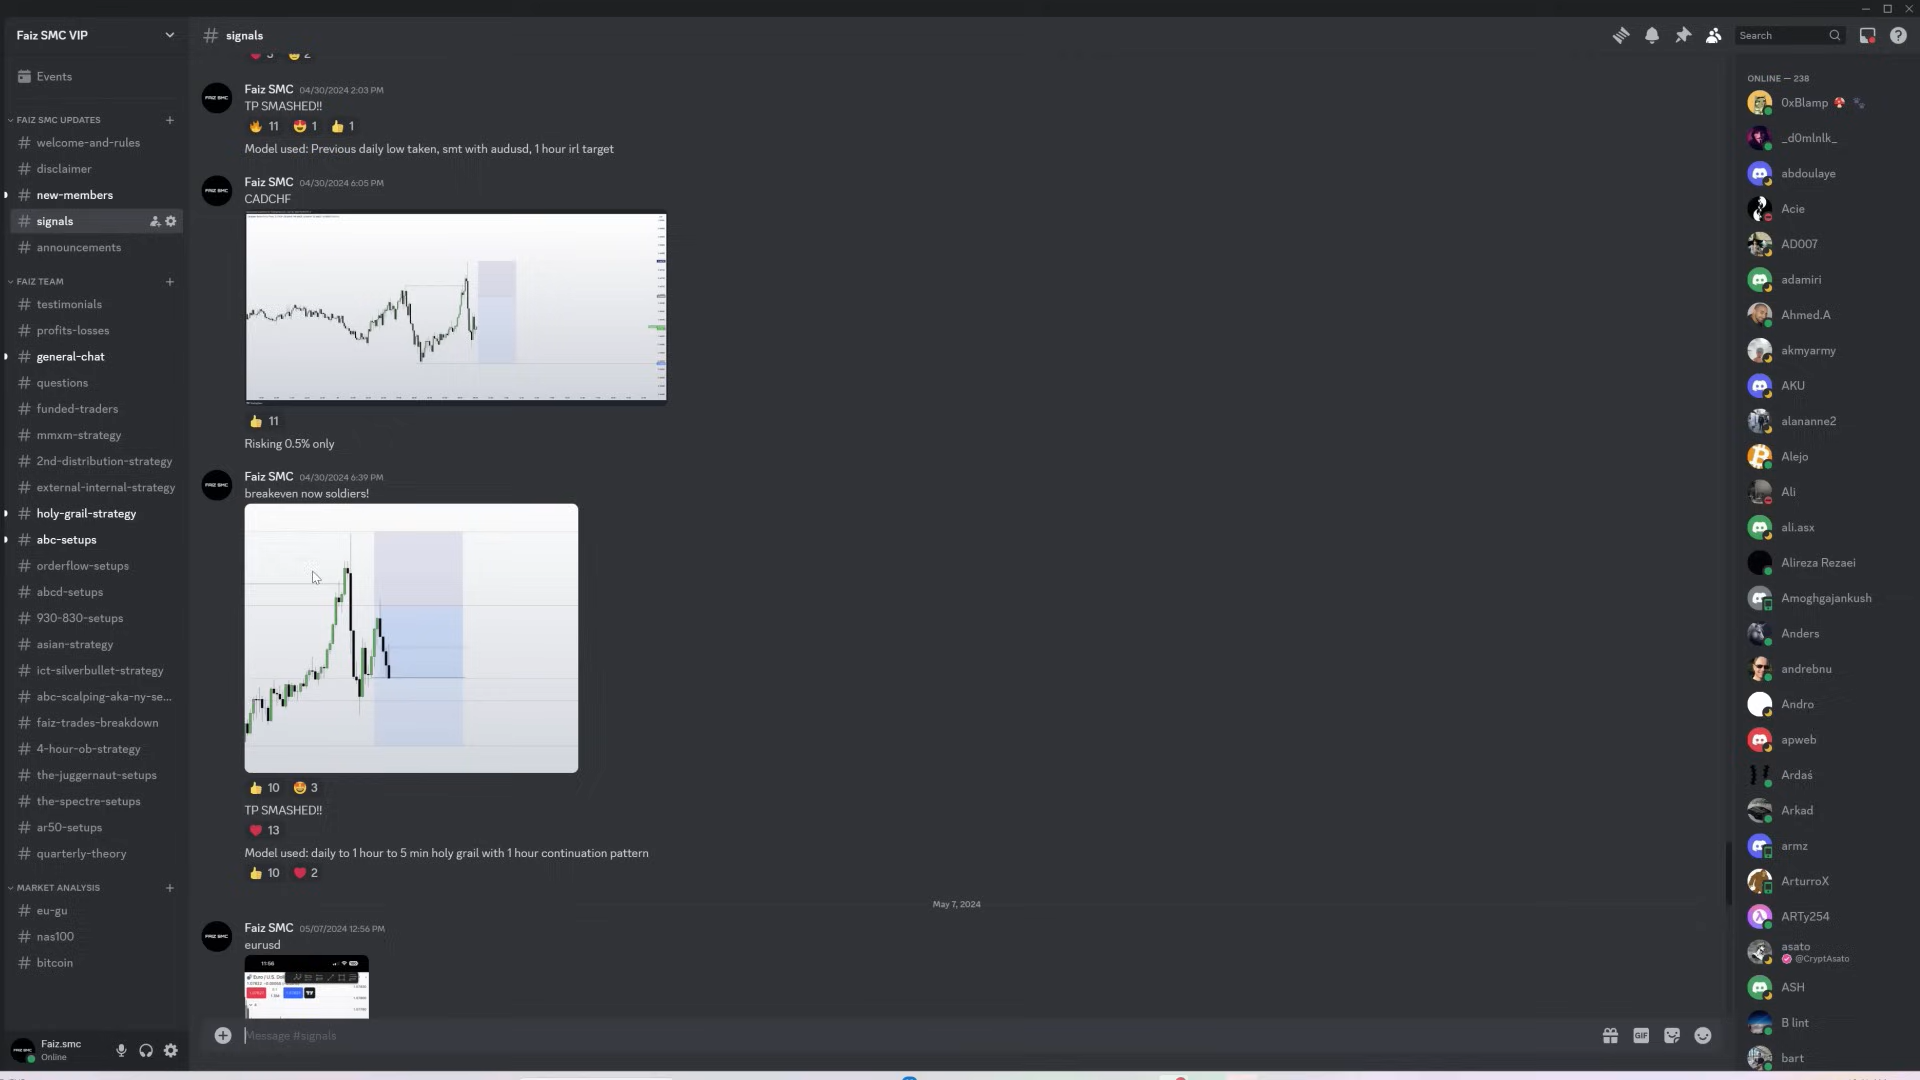 Faiz SMC VIP
signals
Search
Events
FAIZ SMC UPDATES
welcome-and-rules
disclaimer
new-members
signals
announcements
FAIZ TEAM
testimonials
profits-losses
general-chat
questions
funded-traders
mmxm-strategy
2nd-distribution-strategy
external-internal-strategy
holy-grail-strategy
abc-setups
orderflow-setups
abcd-setups
930-830-setups
asian-strategy
ict-silverbullet-strategy
abc-scalping-aka-ny-se...
faiz-trades-breakdown
4-hour-ob-strategy
the-juggernaut-setups
the-spectre-setups
ar50-setups
quarterly-theory
MARKET ANALYSIS
eu-gu
nas100
bitcoin
Faiz.smc
Online
Faiz SMC 04/30/2024 2:03 PM
TP SMASHED!!
11 1 1
Model used: Previous daily low taken, smt with audusd, 1 hour irl target
Faiz SMC 04/30/2024 6:05 PM
CADCHF
11
Risking 0.5% only
Faiz SMC 04/30/2024 6:39 PM
breakeven now soldiers!
10 3
TP SMASHED!!
13
Model used: daily to 1 hour to 5 min holy grail with 1 hour continuation pattern
10 2
May 7, 2024
Faiz SMC 05/07/2024 12:56 PM
eurusd
11:56
Message #signals
GIF
ONLINE — 238
0xBlamp
_d0mlnlk_
abdoulaye
Acie
AD007
adamiri
Ahmed.A
akmyarmy
AKU
alananne2
Alejo
Ali
ali.asx
Alireza Rezaei
Amoghgajankush
Anders
andrebnu
Andro
apweb
Ardaś
Arkad
armz
ArturroX
ARTy254
asato
@CryptAsato
ASH
B lint
bart